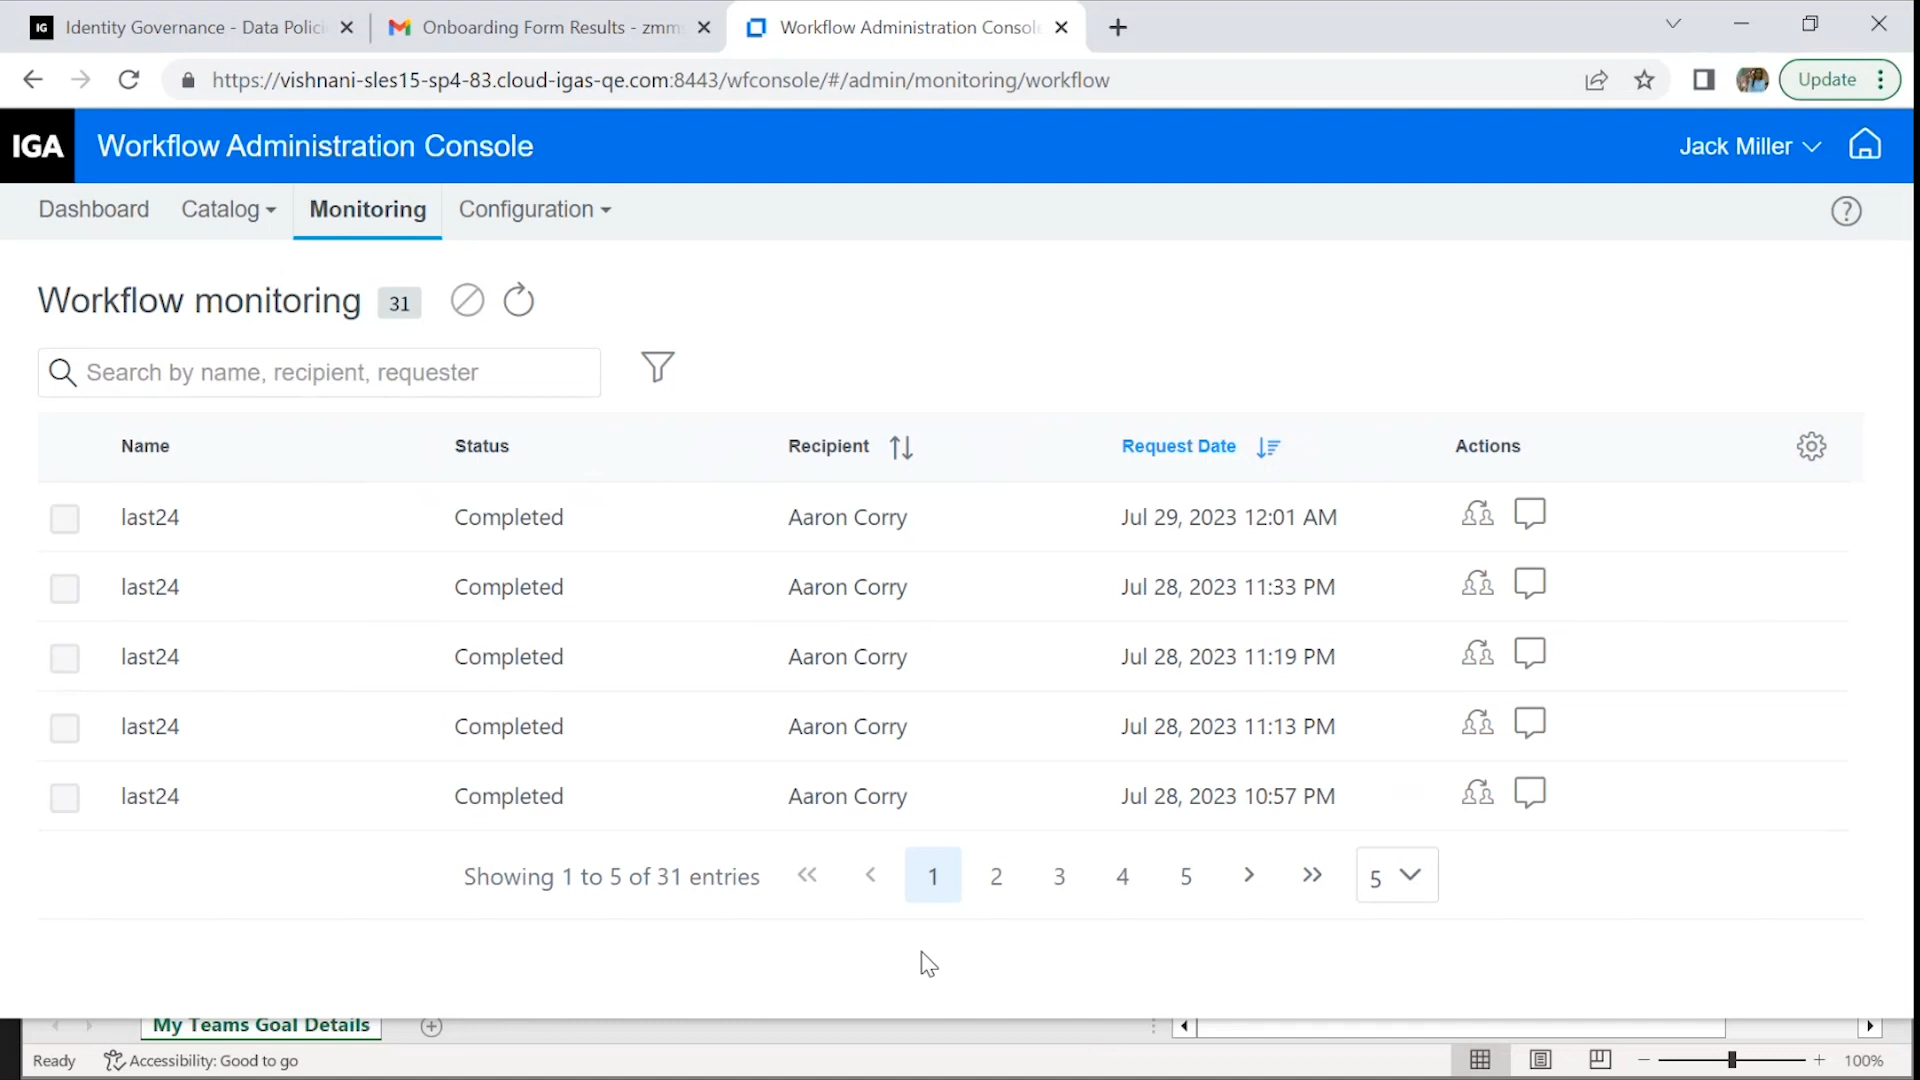 IG Identity Governance - Data Polici
Onboarding Form Results - zmm
Workflow Administration Console
https://vishnani-sles15-sp4-83.cloud-igas-qe.com:8443/wfconsole/#/admin/monitoring/workflow
Update
IGA Workflow Administration Console
Jack Miller
Dashboard Catalog Monitoring Configuration
Workflow monitoring 31
Search by name, recipient, requester
Name Status Recipient Request Date Actions
last24 Completed Aaron Corry Jul 29, 2023 12:01 AM
last24 Completed Aaron Corry Jul 28, 2023 11:33 PM
last24 Completed Aaron Corry Jul 28, 2023 11:19 PM
last24 Completed Aaron Corry Jul 28, 2023 11:13 PM
last24 Completed Aaron Corry Jul 28, 2023 10:57 PM
Showing 1 to 5 of 31 entries « ‹ 1 2 3 4 5 › » 5
My Teams Goal Details
Ready Accessibility: Good to go
100%